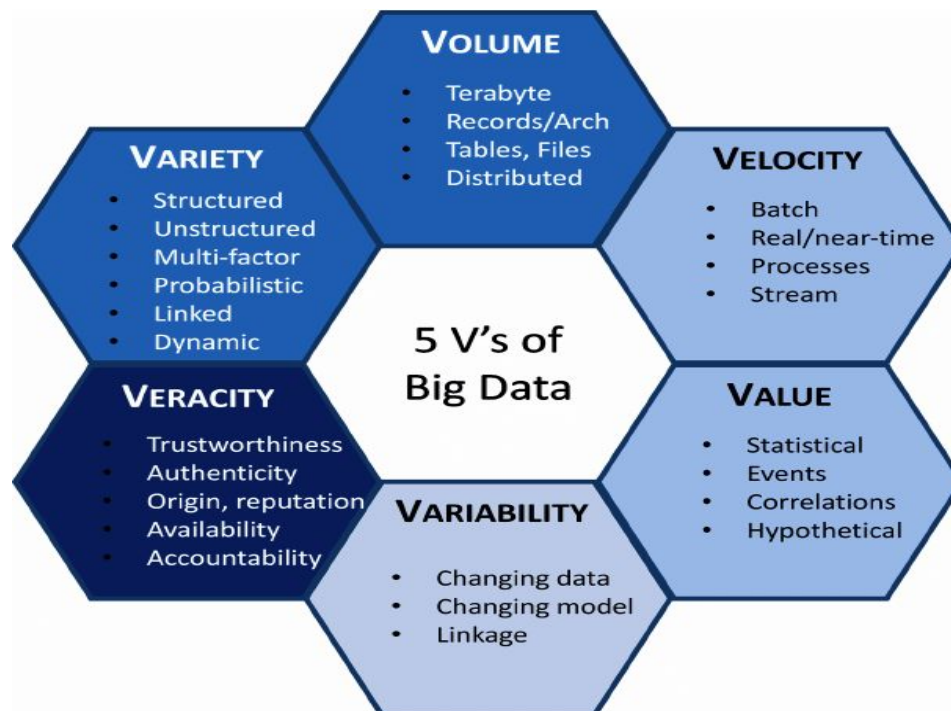 VOLUME
• Terabyte
• Records/Arch
• Tables, Files
• Distributed
VARIETY
• Structured
• Unstructured
• Multi-factor
• Probabilistic
• Linked
• Dynamic
VELOCITY
• Batch
• Real/near-time
• Processes
• Stream
5 V’s of
Big Data
VERACITY
• Trustworthiness
• Authenticity
• Origin, reputation
• Availability
• Accountability
VALUE
• Statistical
• Events
• Correlations
• Hypothetical
VARIABILITY
• Changing data
• Changing model
• Linkage